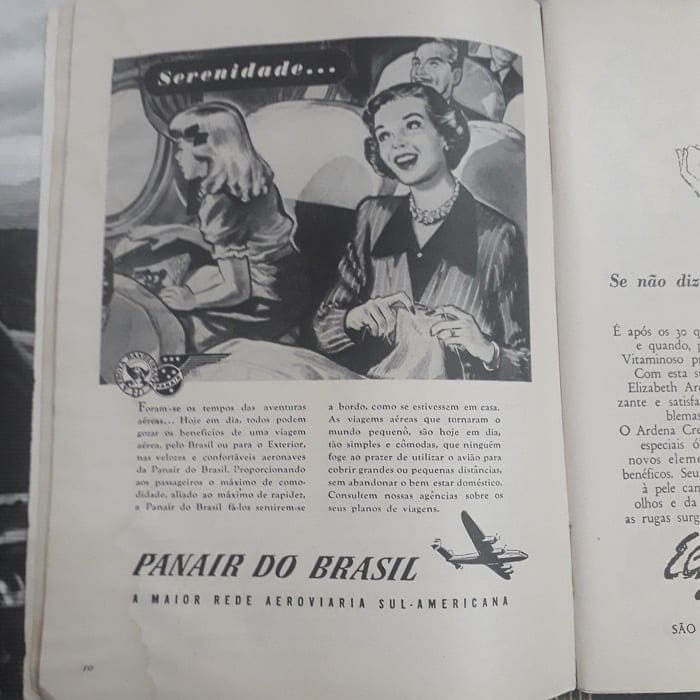 Serenidade...
Foram-se os tempos das aventuras
aéreas... Hoje em dia, todos podem
gozar os benefícios de uma viagem
aérea, pelo Brasil ou para o Exterior,
nas velozes e confortáveis aeronaves
da Panair do Brasil. Proporcionando
aos passageiros o máximo de como-
didade, aliado ao máximo de rapidez,
a Panair do Brasil fá-los sentirem-se
a bordo, como se estivessem em casa.
As viagens aéreas que tornaram o
mundo pequenô, são hoje em dia,
tão simples e cômodas, que ninguém
foge ao prazer de utilizar o avião para
cobrir grandes ou pequenas distâncias,
sem abandonar o bem estar doméstico.
Consultem nossas agências sobre os
seus planos de viagens.
PANAIR DO BRASIL
A MAIOR REDE AEROVIARIA SUL-AMERICANA
Se não diz
É após os 30 q
e quando, p
Vitaminoso p
Com esta s
Elizabeth Ar
zante e satisfa
blemas
O Ardena Cre
especiais ó
novos eleme
benéficos. Seu
à pele can
olhos e da
as rugas surg
SÃO